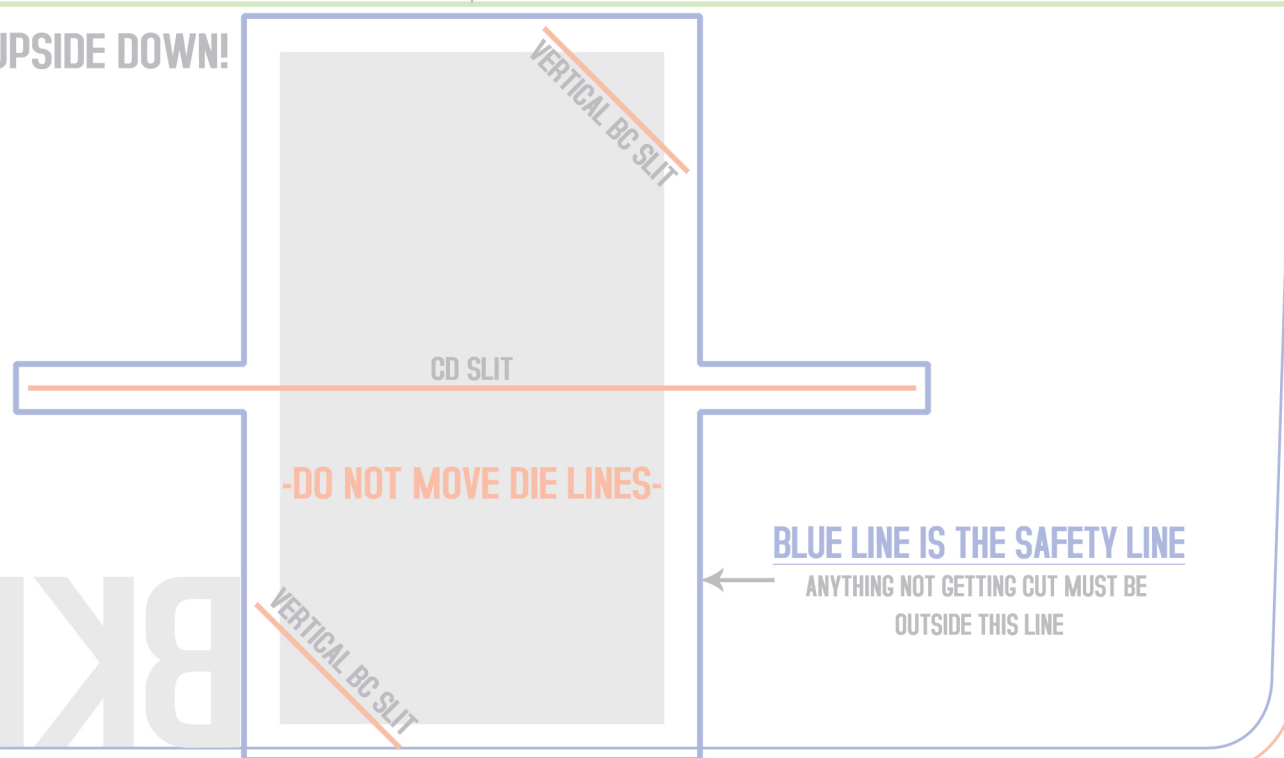 UPSIDE DOWN!
VERTICAL BC SLIT
CD SLIT
-DO NOT MOVE DIE LINES-
BLUE LINE IS THE SAFETY LINE
ANYTHING NOT GETTING CUT MUST BE
OUTSIDE THIS LINE
VERTICAL BC SLIT